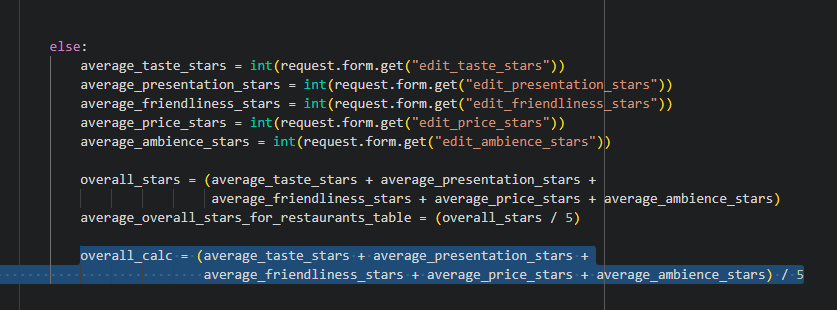 else:
average_taste_stars = int(request.form.get("edit_taste_stars"))
average_presentation_stars = int(request.form.get("edit_presentation_stars"))
average_friendliness_stars = int(request.form.get("edit_friendliness_stars"))
average_price_stars = int(request.form.get("edit_price_stars"))
average_ambience_stars = int(request.form.get("edit_ambience_stars"))
overall_stars = (average_taste_stars + average_presentation_stars +
average_friendliness_stars + average_price_stars + average_ambience_stars)
average_overall_stars_for_restaurants_table = (overall_stars / 5)
overall_calc = (average_taste_stars + average_presentation_stars +
average_friendliness_stars + average_price_stars + average_ambience_stars) / 5